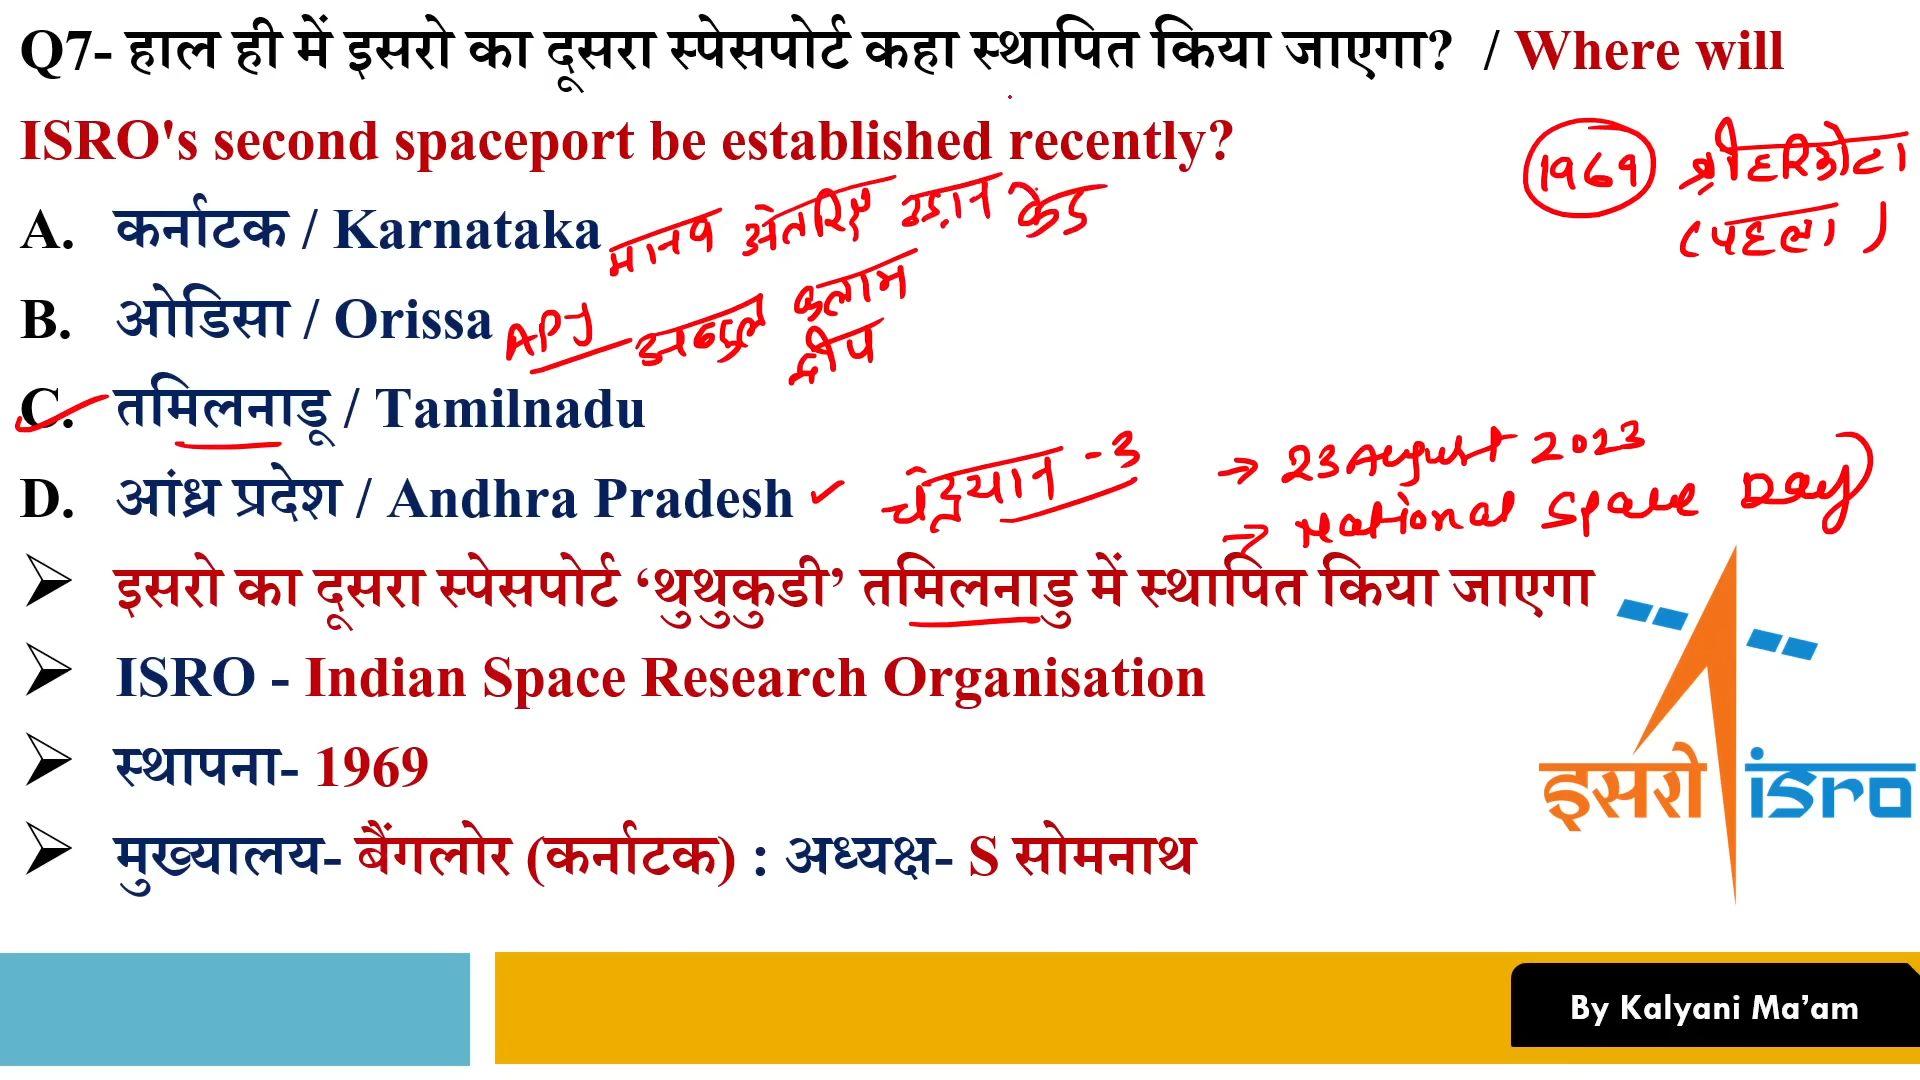 Q7- हाल ही में इसरो का दूसरा स्पेसपोर्ट कहा स्थापित किया जाएगा? / Where will
ISRO's second spaceport be established recently?
1969 श्रीहरिकोटा
(पहला)
A. कर्नाटक / Karnataka
मानव अंतरिक्ष उड़ान केंद्र
B. ओडिसा / Orissa
APJ अब्दुल कलाम
द्वीप
C. तमिलनाडू / Tamilnadu
D. आंध्र प्रदेश / Andhra Pradesh
चंद्रयान -3
→ 23 August 2023
→ National Space Day
इसरो का दूसरा स्पेसपोर्ट ‘थुथुकुडी’ तमिलनाडु में स्थापित किया जाएगा
ISRO - Indian Space Research Organisation
स्थापना- 1969
मुख्यालय- बैंगलोर (कर्नाटक) : अध्यक्ष- S सोमनाथ
इसरो isro
By Kalyani Ma’am